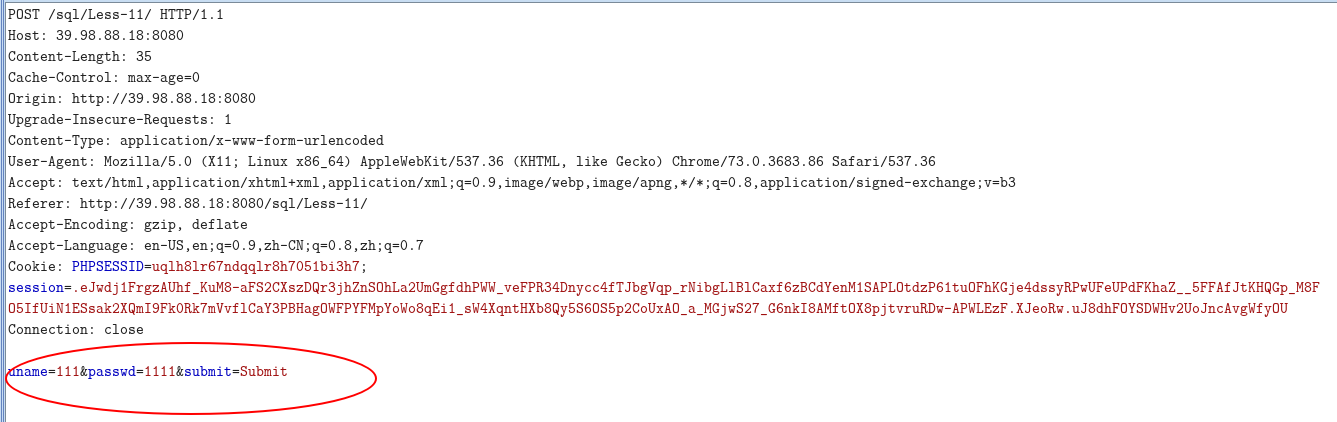 POST /sql/Less-11/ HTTP/1.1
Host: 39.98.88.18:8080
Content-Length: 35
Cache-Control: max-age=0
Origin: http://39.98.88.18:8080
Upgrade-Insecure-Requests: 1
Content-Type: application/x-www-form-urlencoded
User-Agent: Mozilla/5.0 (X11; Linux x86_64) AppleWebKit/537.36 (KHTML, like Gecko) Chrome/73.0.3683.86 Safari/537.36
Accept: text/html,application/xhtml+xml,application/xml;q=0.9,image/webp,image/apng,*/*;q=0.8,application/signed-exchange;v=b3
Referer: http://39.98.88.18:8080/sql/Less-11/
Accept-Encoding: gzip, deflate
Accept-Language: en-US,en;q=0.9,zh-CN;q=0.8,zh;q=0.7
Cookie: PHPSESSID=uqlh8lr67ndqqlr8h7051bi3h7;
session=.eJwdj1FrgzAUhf_KuM8-aFS2CXszDQr3jhZnSOhLa2UmGgfdhPWW_veFPR34Dnycc4fTJbgVqp_rNibgLlBlCaxf6zBCdYenM1SAPLOtdzP61tuOFhKGje4dssyRPwUFeUPdFKhaZ__5FFAfJtKHQGp_M8F
O5IfUiN1ESsak2XQmI9Fk0Rk7mVvflCaY3PBHagOWFPYFMpYoWo8qEi1_sW4XqntHXb8Qy5S6OS5p2CoUxAO_a_MGjwS27_G6nkI8AMftOX8pjtvruRDw-APWLEzF.XJeoRw.uJ8dhFOYSDWHv2UoJncAvgWfyOU
Connection: close
uname=111&passwd=1111&submit=Submit